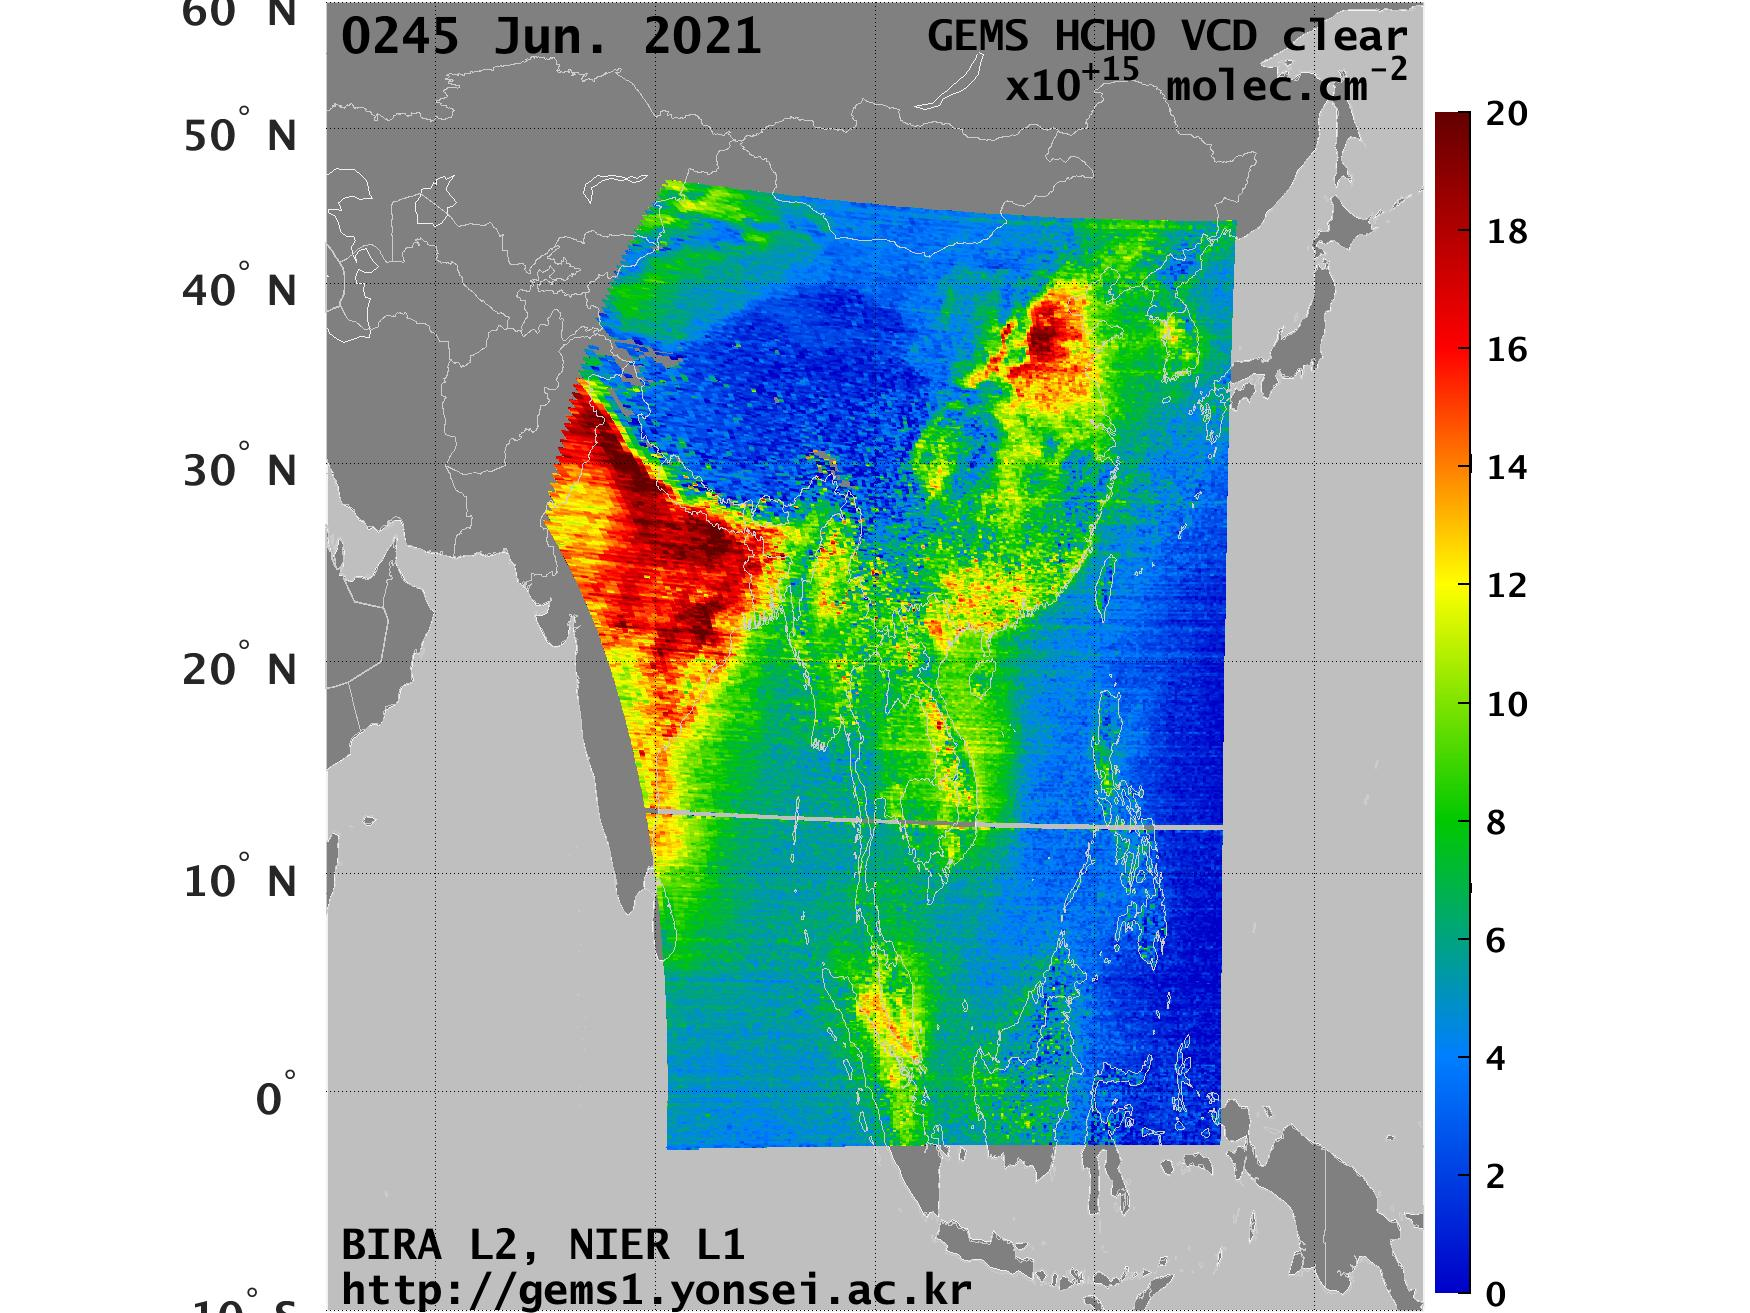 60 N
0245 Jun. 2021
GEMS HCHO VCD clear
x10+15 molec.cm−2
50° N
40° N
30° N
20° N
10° N
0°
10° S
20
18
16
14
12
10
8
6
4
2
0
BIRA L2, NIER L1
http://gems1.yonsei.ac.kr